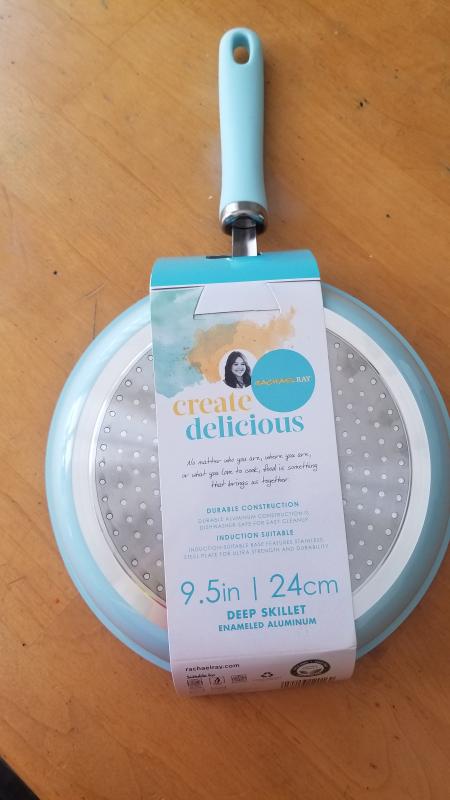 RACHAEL RAY
create
delicious
No matter who you are, where you are,
or what you love to cook, food is something
that brings us together.
DURABLE CONSTRUCTION
DURABLE ALUMINUM CONSTRUCTION IS
DISHWASHER SAFE FOR EASY CLEANUP
INDUCTION SUITABLE
INDUCTION-SUITABLE BASE FEATURES STAINLESS
STEEL PLATE FOR ULTRA STRENGTH AND DURABILITY
9.5in | 24cm
DEEP SKILLET
ENAMELED ALUMINUM
rachaelray.com